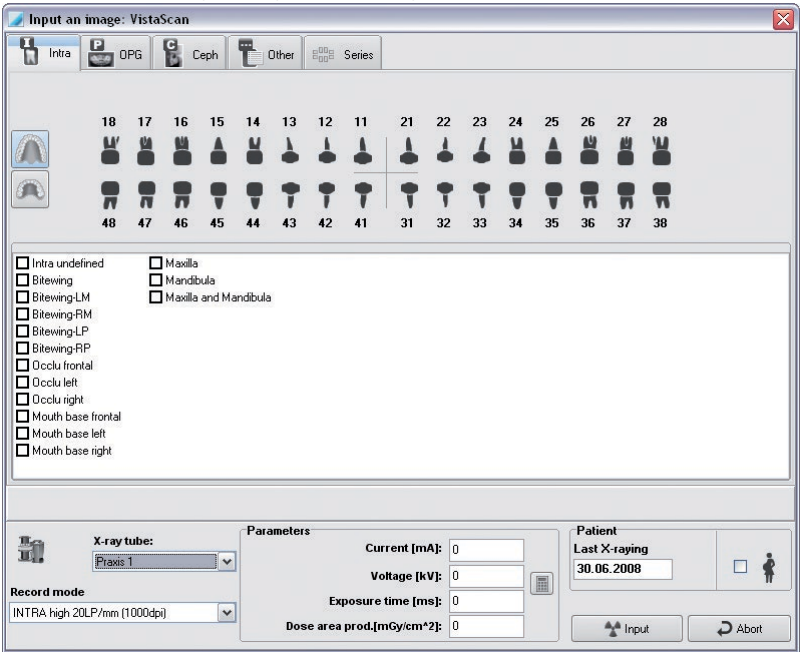 Input an image: VistaScan
I Intra P OPG C Ceph Other Series
18 17 16 15 14 13 12 11 21 22 23 24 25 26 27 28
48 47 46 45 44 43 42 41 31 32 33 34 35 36 37 38
Intra undefined Maxilla
Bitewing Mandibula
Bitewing-LM Maxilla and Mandibula
Bitewing-RM
Bitewing-LP
Bitewing-RP
Occlu frontal
Occlu left
Occlu right
Mouth base frontal
Mouth base left
Mouth base right
X-ray tube:
Praxis 1
Record mode
INTRA high 20LP/mm (1000dpi)
Parameters
Current [mA]: 0
Voltage [kV]: 0
Exposure time [ms]: 0
Dose area prod.[mGy/cm^2]: 0
Patient
Last X-raying
30.06.2008
Input Abort